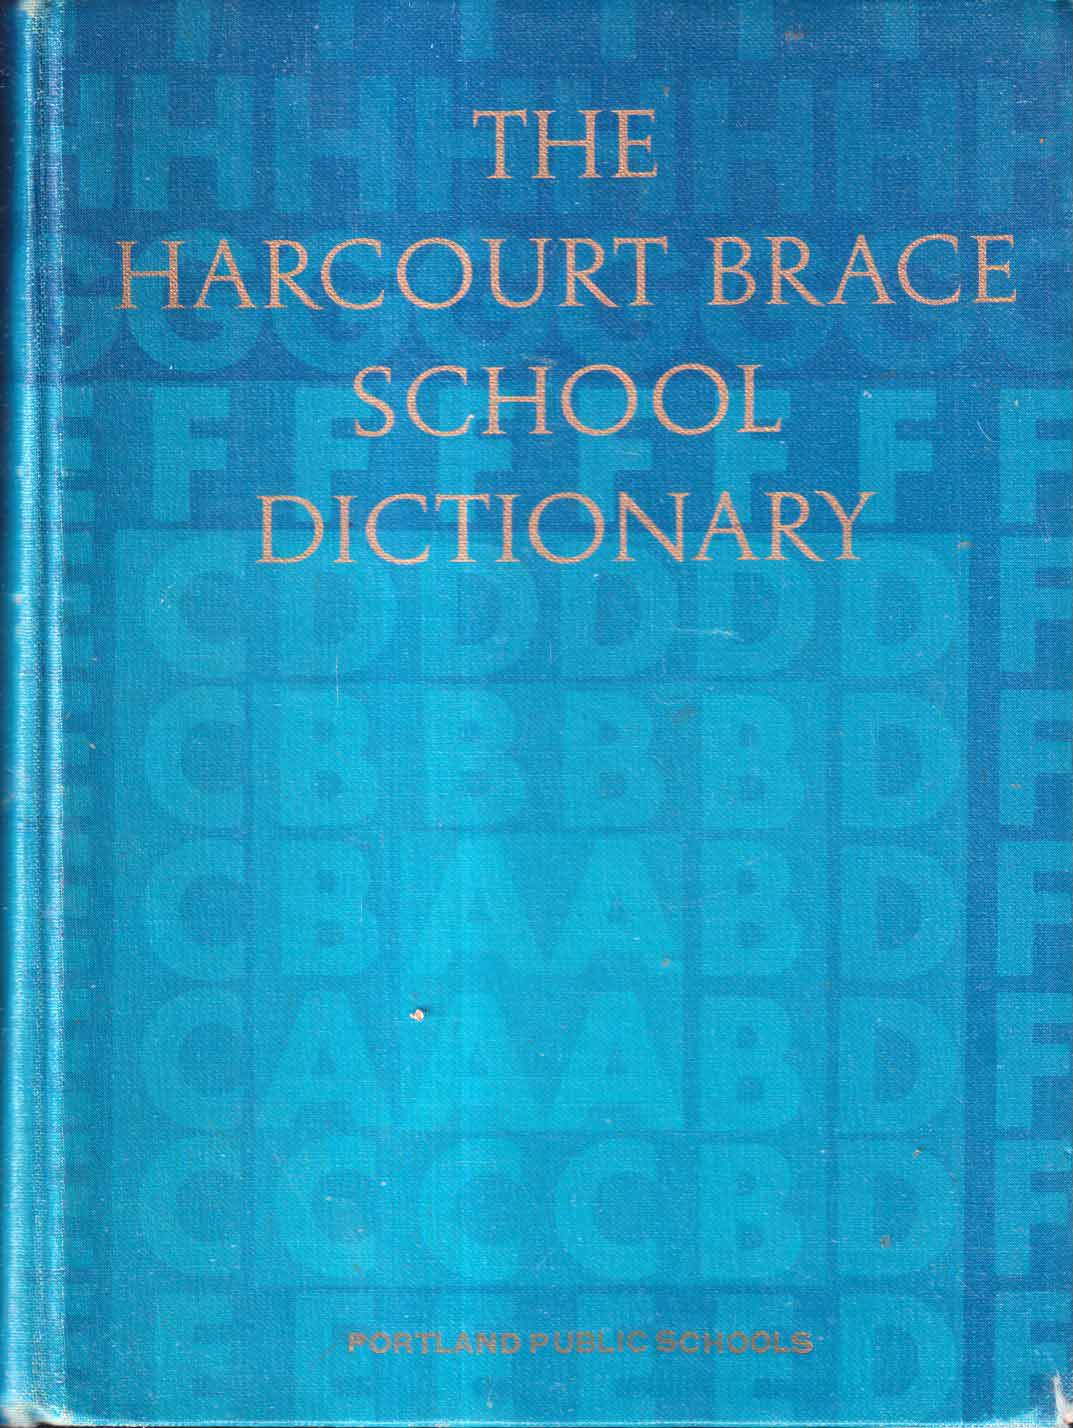 THE
HARCOURT BRACE
SCHOOL
DICTIONARY
PORTLAND PUBLIC SCHOOLS